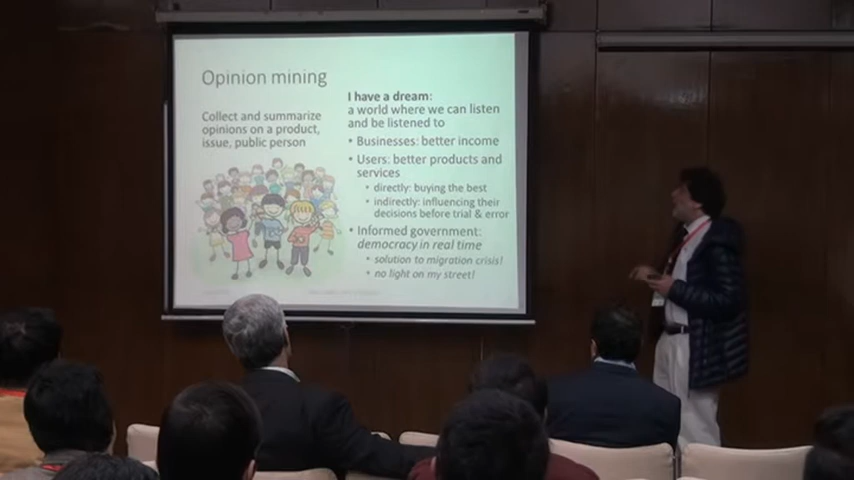 Opinion mining
Collect and summarize
opinions on a product,
issue, public person
I have a dream:
a world where we can listen
and be listened to
• Businesses: better income
• Users: better products and
services
• directly: buying the best
• indirectly: influencing their
decisions before trial & error
• Informed government:
democracy in real time
• solution to migration crisis!
• no light on my street!